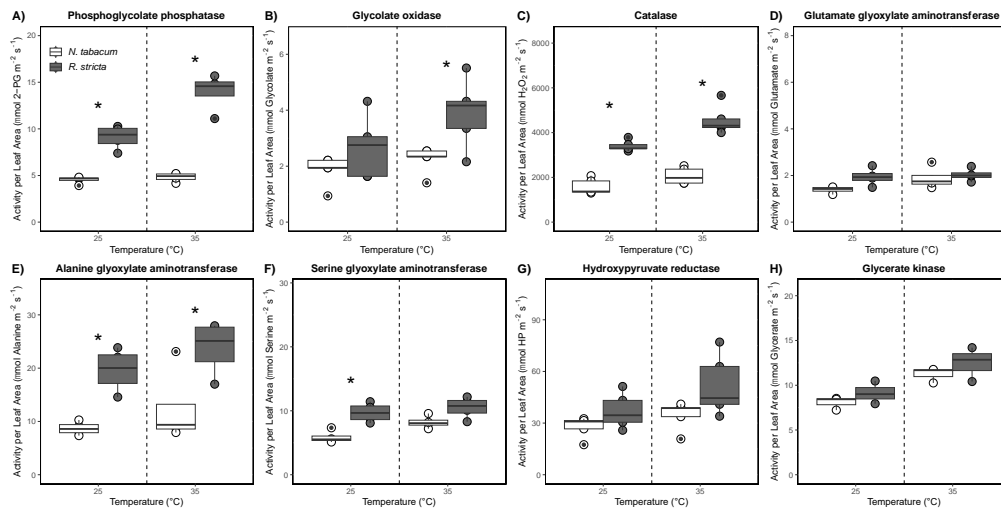 A) Phosphoglycolate phosphatase
Activity per Leaf Area (nmol 2−PG m⁻² s⁻¹)
20
15
10
5
0
N. tabacum
R. stricta
*
*
25
35
Temperature (°C)
B) Glycolate oxidase
Activity per Leaf Area (nmol Glycolate m⁻² s⁻¹)
6
4
2
0
*
25
35
Temperature (°C)
C) Catalase
Activity per Leaf Area (nmol H₂O₂ m⁻² s⁻¹)
8000
6000
4000
2000
0
*
*
25
35
Temperature (°C)
D) Glutamate glyoxylate aminotransferase
Activity per Leaf Area (nmol Glutamate m⁻² s⁻¹)
8
6
4
2
0
25
35
Temperature (°C)
E) Alanine glyoxylate aminotransferase
Activity per Leaf Area (nmol Alanine m⁻² s⁻¹)
30
20
10
0
*
*
25
35
Temperature (°C)
F) Serine glyoxylate aminotransferase
Activity per Leaf Area (nmol Serine m⁻² s⁻¹)
30
20
10
0
*
25
35
Temperature (°C)
G) Hydroxypyruvate reductase
Activity per Leaf Area (nmol HP m⁻² s⁻¹)
90
60
30
0
25
35
Temperature (°C)
H) Glycerate kinase
Activity per Leaf Area (nmol Glycerate m⁻² s⁻¹)
20
15
10
5
0
25
35
Temperature (°C)